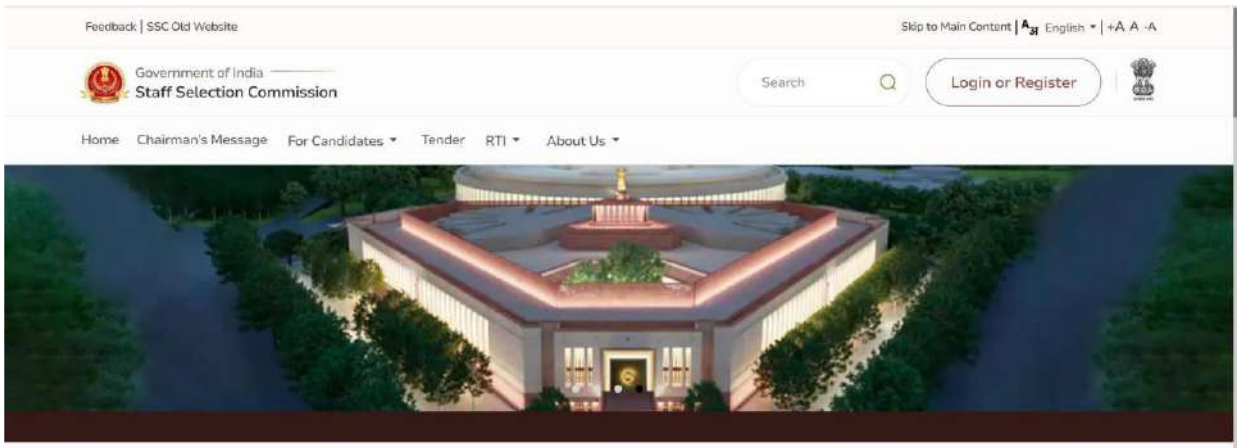 Feedback | SSC Old Website
Skip to Main Content | Aअ English | +A A -A
Government of India
Staff Selection Commission
Search
Login or Register
Home Chairman's Message For Candidates Tender RTI About Us